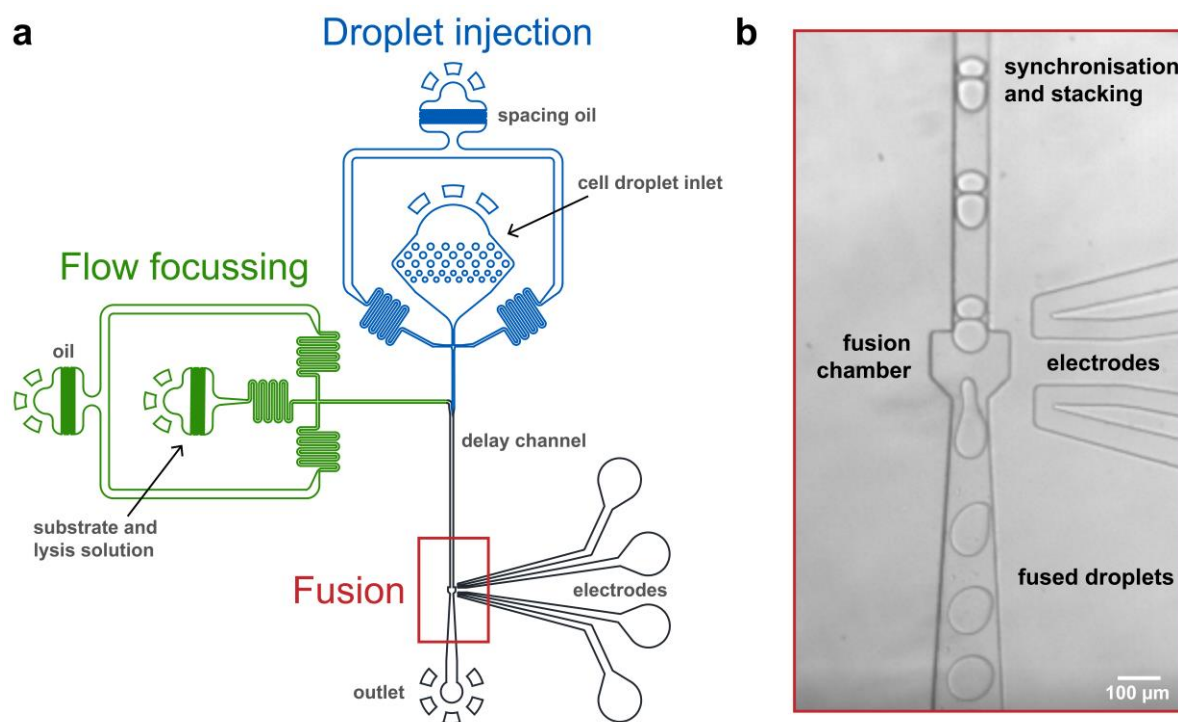 a
Droplet injection
spacing oil
cell droplet inlet
Flow focussing
oil
substrate and
lysis solution
delay channel
Fusion
electrodes
outlet
b
synchronisation
and stacking
fusion
chamber
electrodes
fused droplets
100 µm